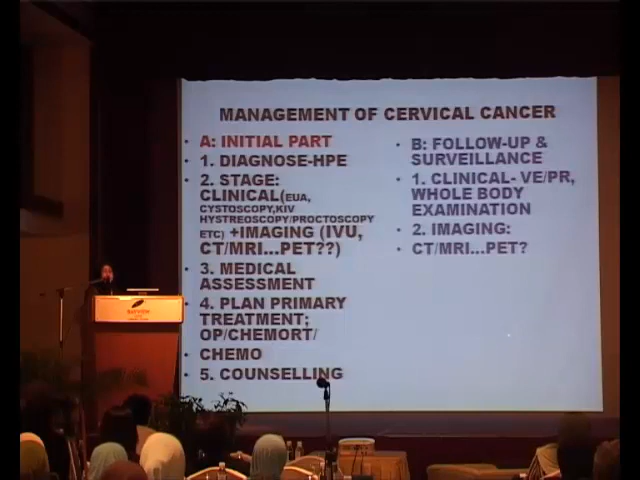 MANAGEMENT OF CERVICAL CANCER
• A: INITIAL PART
• 1. DIAGNOSE-HPE
• 2. STAGE:
CLINICAL(EUA,
CYSTOSCOPY,KIV
HYSTREOSCOPY/PROCTOSCOPY
ETC) +IMAGING (IVU,
CT/MRI...PET??)
• 3. MEDICAL
ASSESSMENT
• 4. PLAN PRIMARY
TREATMENT;
OP/CHEMORT/
• CHEMO
• 5. COUNSELLING
• B: FOLLOW-UP &
SURVEILLANCE
• 1. CLINICAL- VE/PR,
WHOLE BODY
EXAMINATION
• 2. IMAGING:
• CT/MRI...PET?